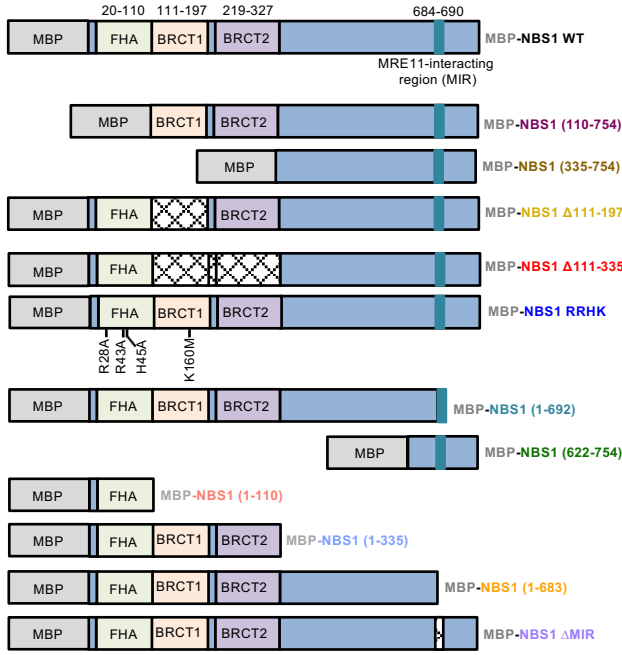 20-110 111-197 219-327 684-690
MBP FHA BRCT1 BRCT2 MBP-NBS1 WT
MRE11-interacting
region (MIR)
MBP BRCT1 BRCT2 MBP-NBS1 (110-754)
MBP MBP-NBS1 (335-754)
MBP FHA BRCT2 MBP-NBS1 Δ111-197
MBP FHA MBP-NBS1 Δ111-335
MBP FHA BRCT1 BRCT2 MBP-NBS1 RRHK
R28A R43A H45A K160M
MBP FHA BRCT1 BRCT2 MBP-NBS1 (1-692)
MBP MBP-NBS1 (622-754)
MBP FHA MBP-NBS1 (1-110)
MBP FHA BRCT1 BRCT2 MBP-NBS1 (1-335)
MBP FHA BRCT1 BRCT2 MBP-NBS1 (1-683)
MBP FHA BRCT1 BRCT2 MBP-NBS1 ΔMIR